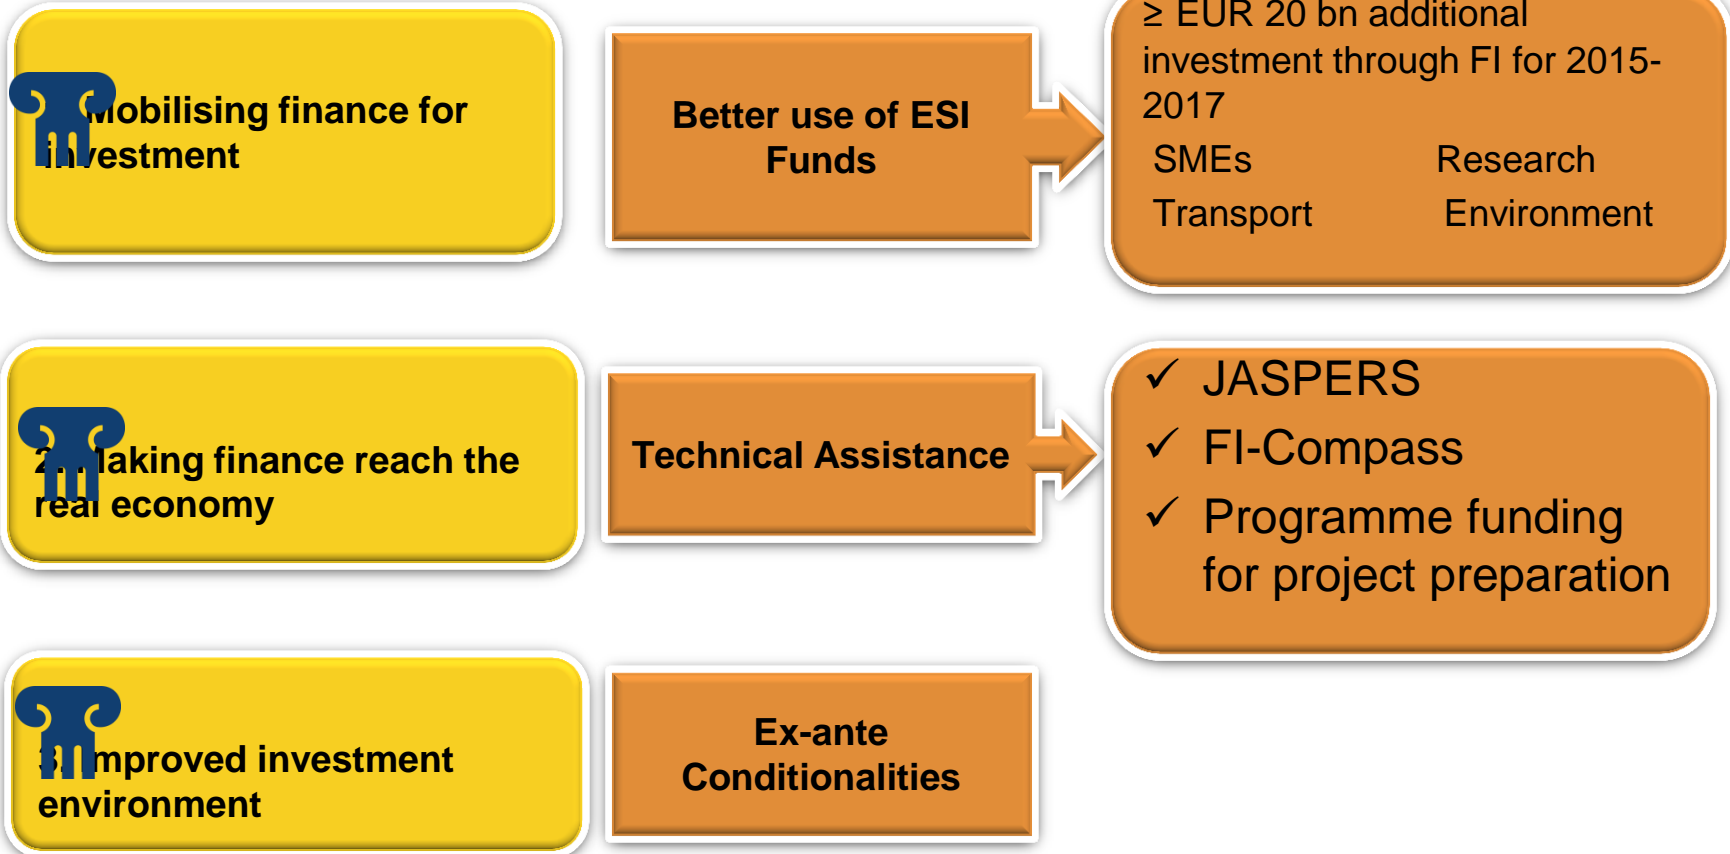 Mobilising finance for
investment
Better use of ESI
Funds
≥ EUR 20 bn additional
investment through FI for 2015-
2017
SMEs Research
Transport Environment
2. Making finance reach the
real economy
Technical Assistance
✓ JASPERS
✓ FI-Compass
✓ Programme funding
for project preparation
3. Improved investment
environment
Ex-ante
Conditionalities